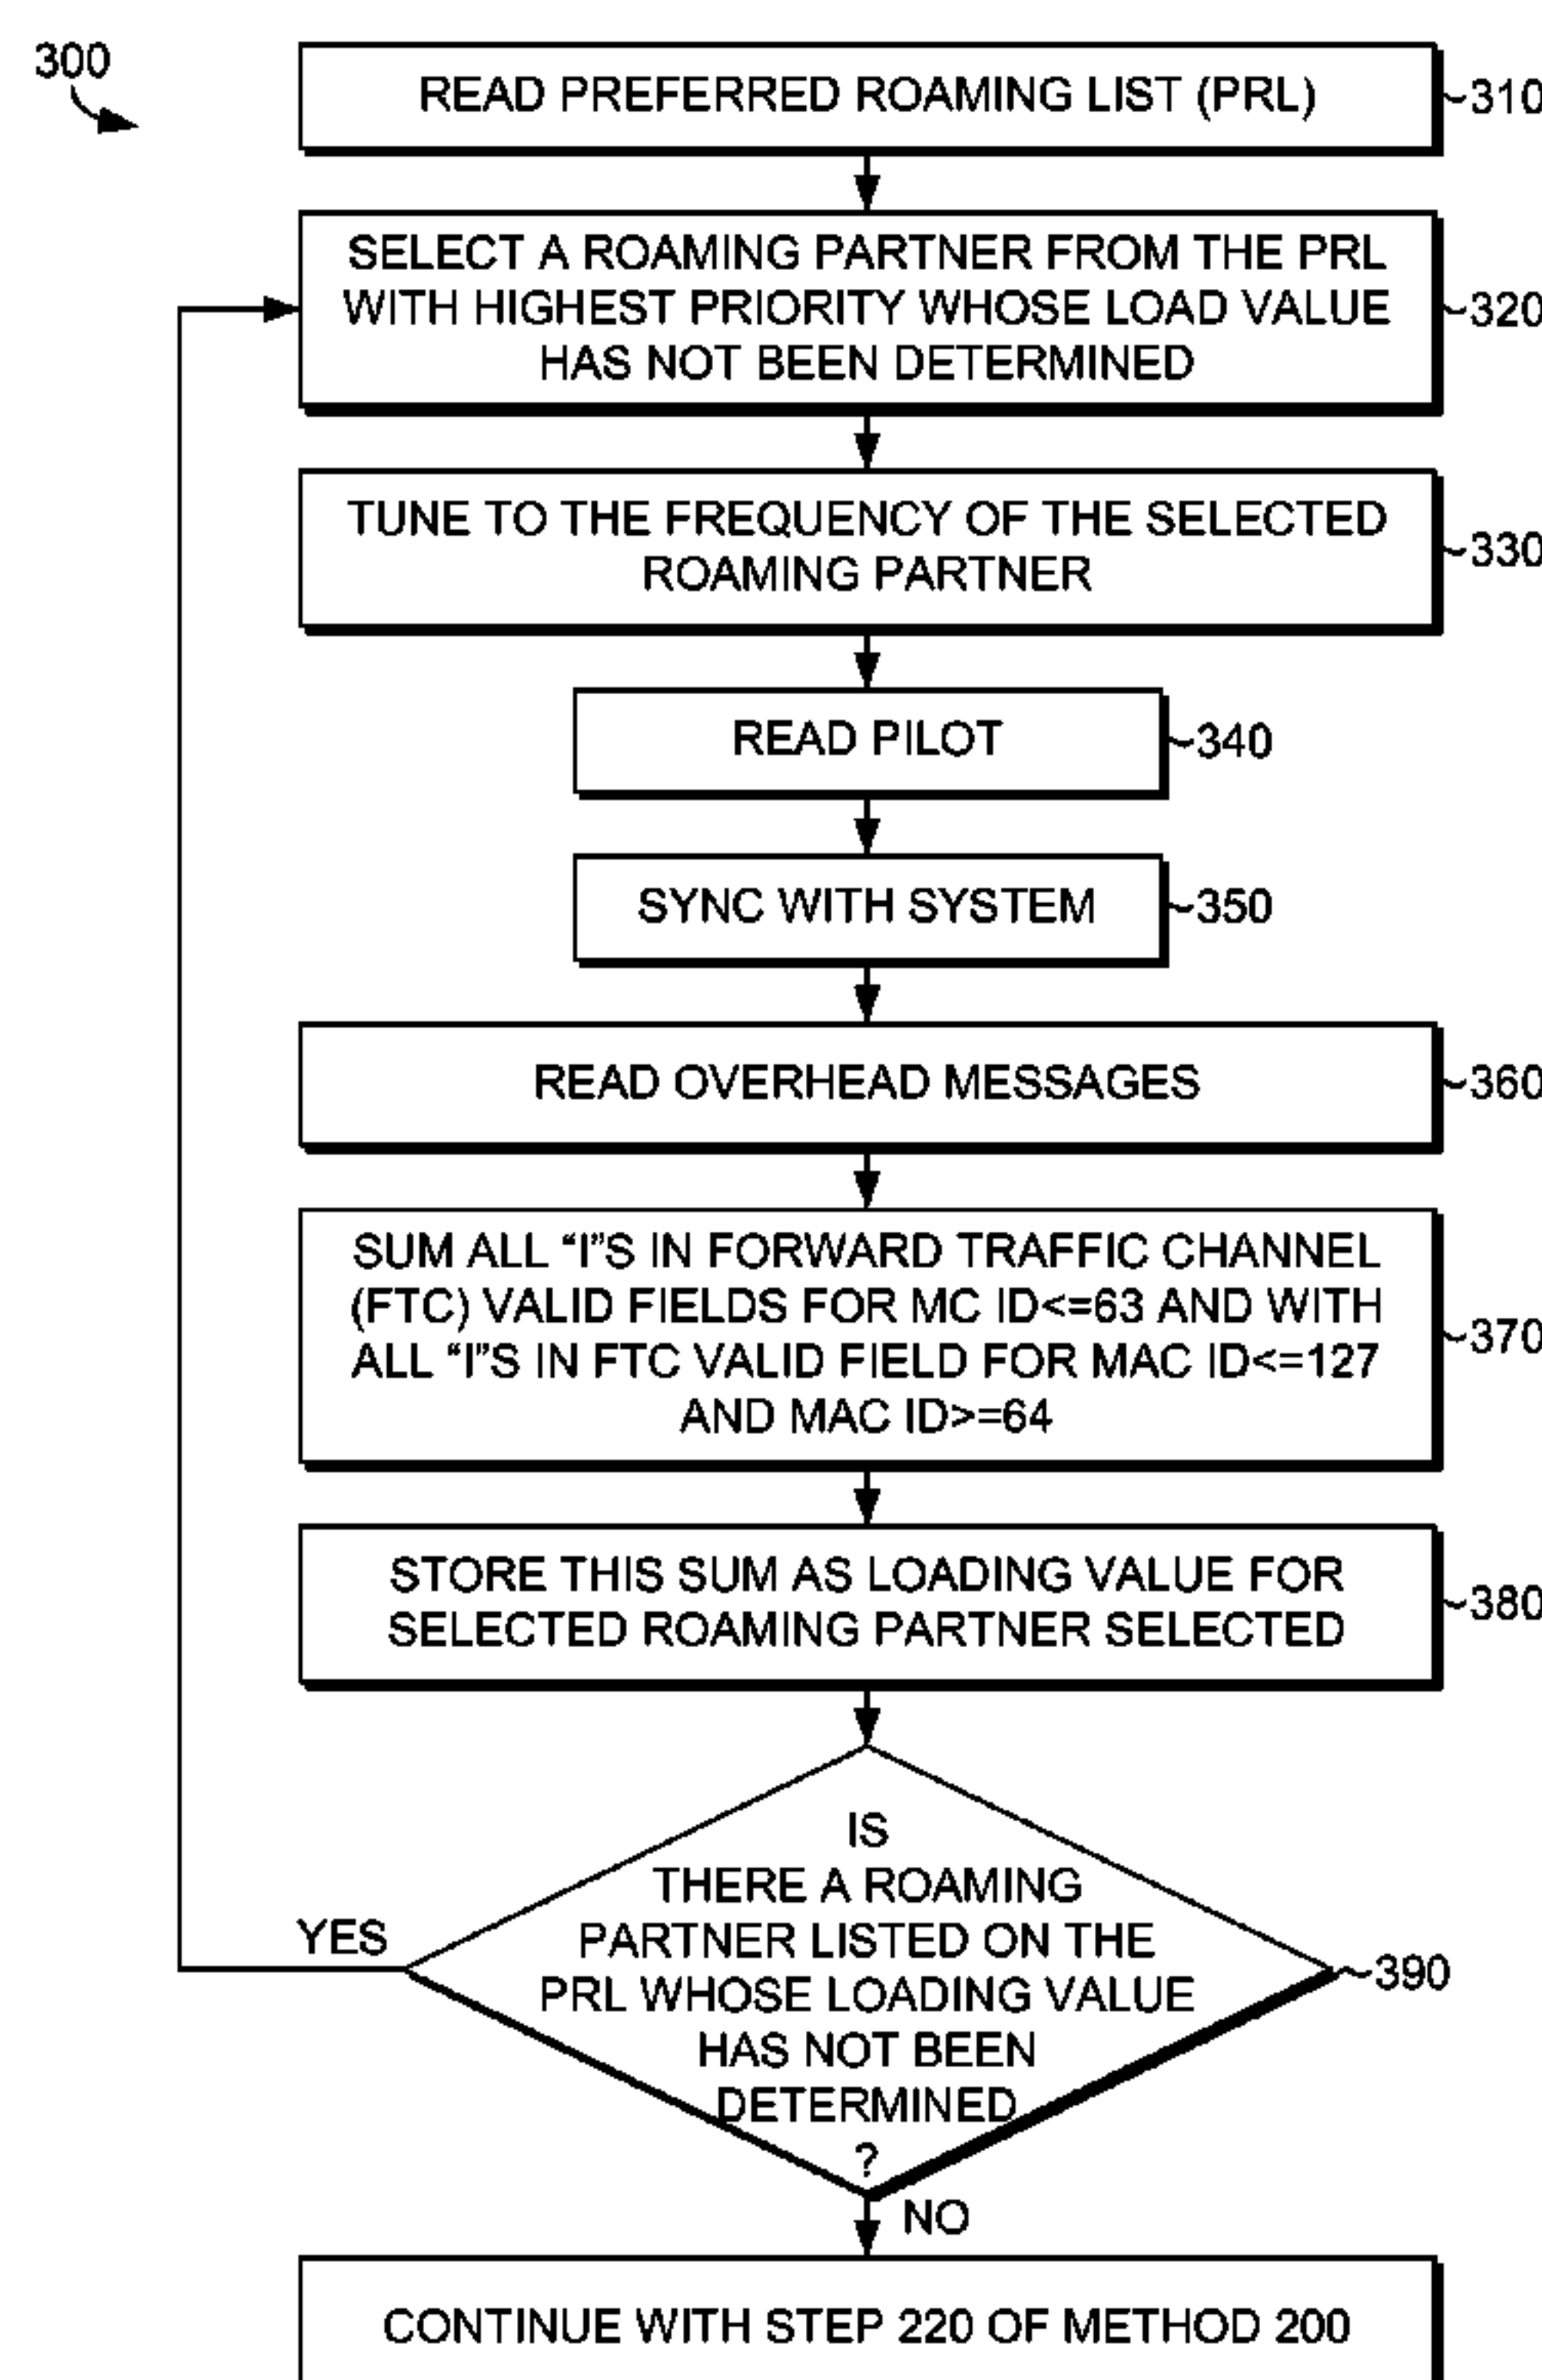 300
READ PREFERRED ROAMING LIST (PRL)
310
SELECT A ROAMING PARTNER FROM THE PRL
WITH HIGHEST PRIORITY WHOSE LOAD VALUE
HAS NOT BEEN DETERMINED
320
TUNE TO THE FREQUENCY OF THE SELECTED
ROAMING PARTNER
330
READ PILOT
340
SYNC WITH SYSTEM
350
READ OVERHEAD MESSAGES
360
SUM ALL “I”S IN FORWARD TRAFFIC CHANNEL
(FTC) VALID FIELDS FOR MC ID<=63 AND WITH
ALL “I”S IN FTC VALID FIELD FOR MAC ID<=127
AND MAC ID>=64
370
STORE THIS SUM AS LOADING VALUE FOR
SELECTED ROAMING PARTNER SELECTED
380
IS
THERE A ROAMING
PARTNER LISTED ON THE
PRL WHOSE LOADING VALUE
HAS NOT BEEN
DETERMINED
?
YES
390
NO
CONTINUE WITH STEP 220 OF METHOD 200